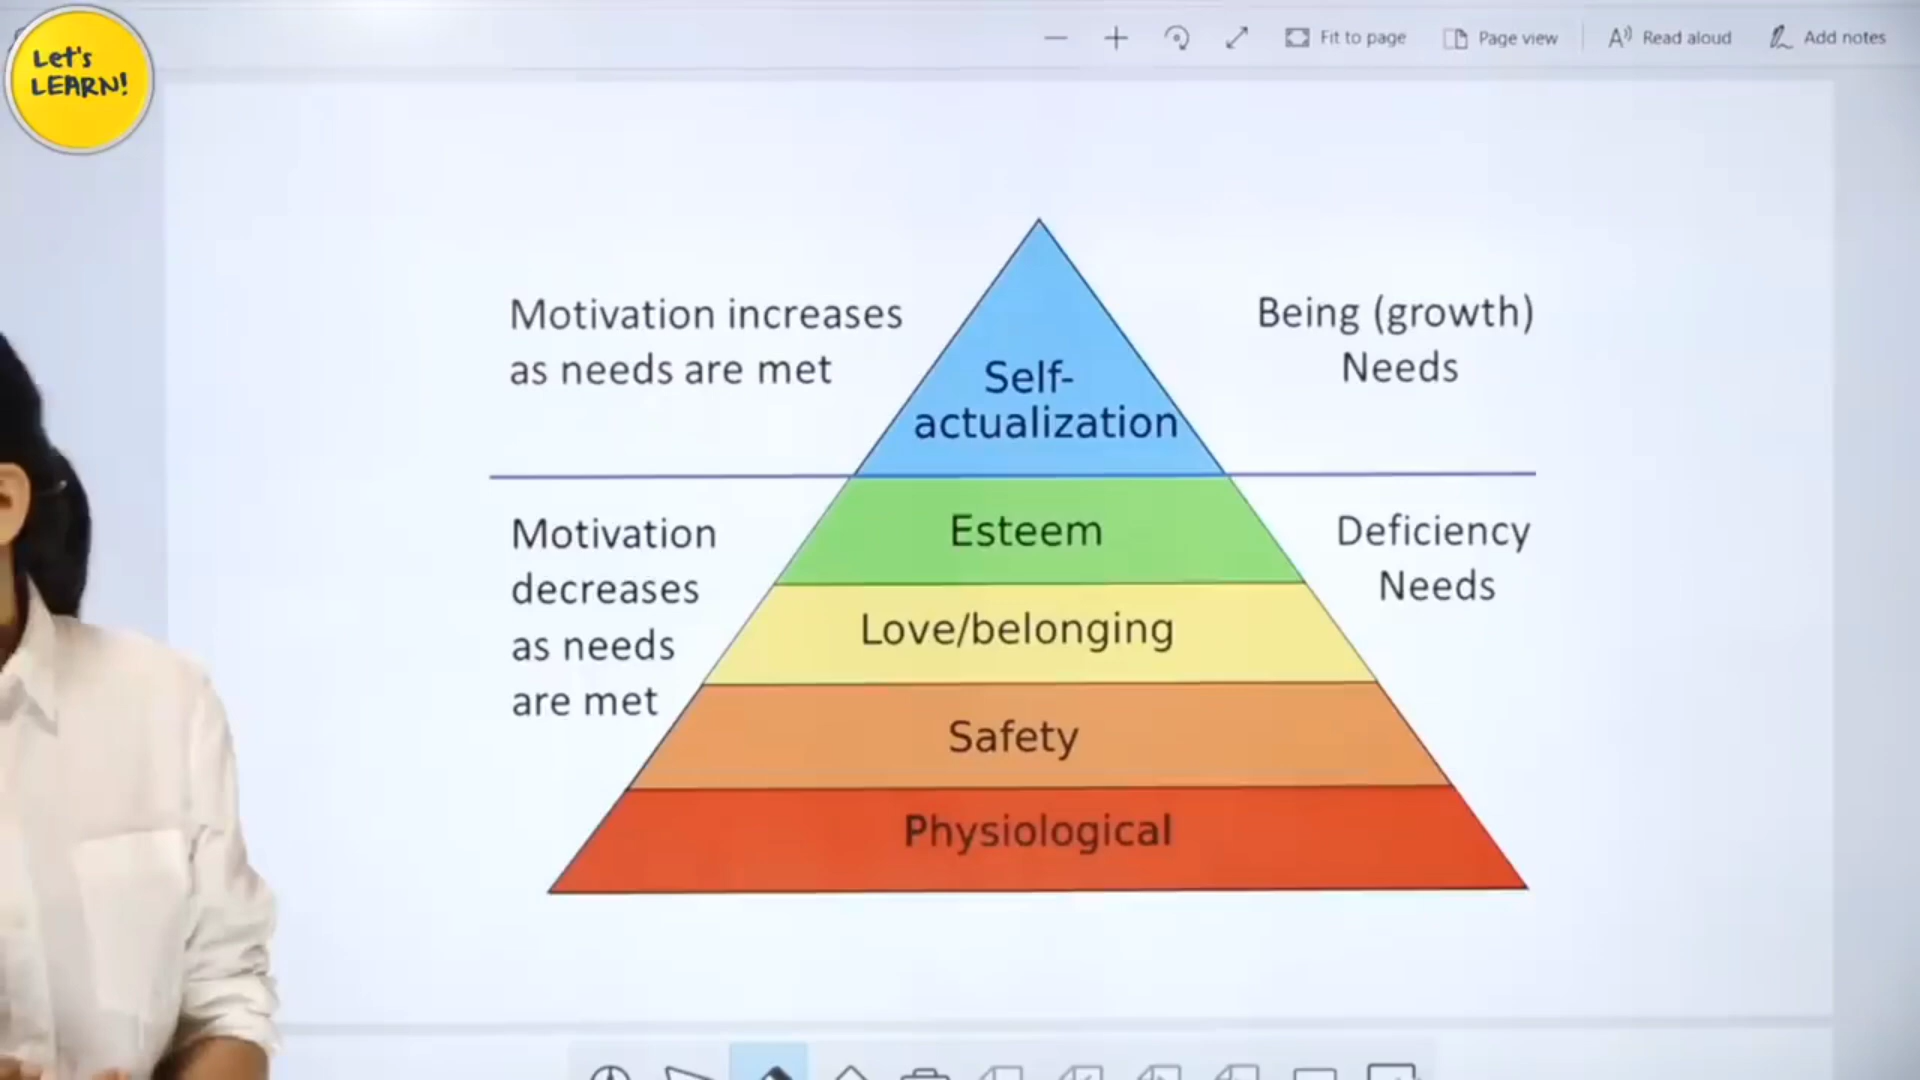 Let's
LEARN!
Fit to page
Page view
Read aloud
Add notes
Motivation increases
as needs are met
Being (growth)
Needs
Self-
actualization
Motivation
decreases
as needs
are met
Esteem
Deficiency
Needs
Love/belonging
Safety
Physiological